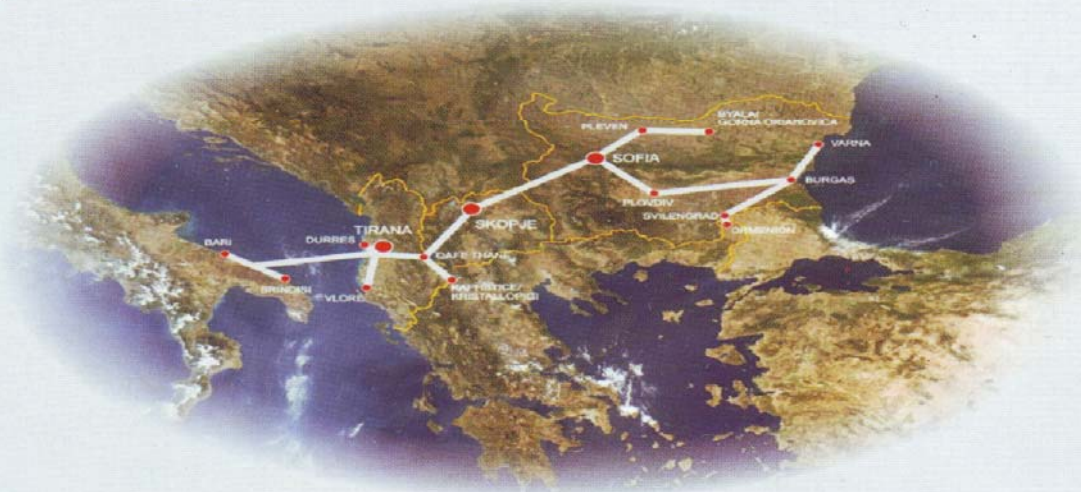 BYALA/
GORNA ORIAHOVICA
PLEVEN
VARNA
SOFIA
BURGAS
PLOVDIV
SVILENGRAD
SKOPJE
ORMENION
TIRANA
DURRES
BARI
QAFE THANE
BRINDISI
KAPSHTICE/
KRISTALLOPIGI
VLORE